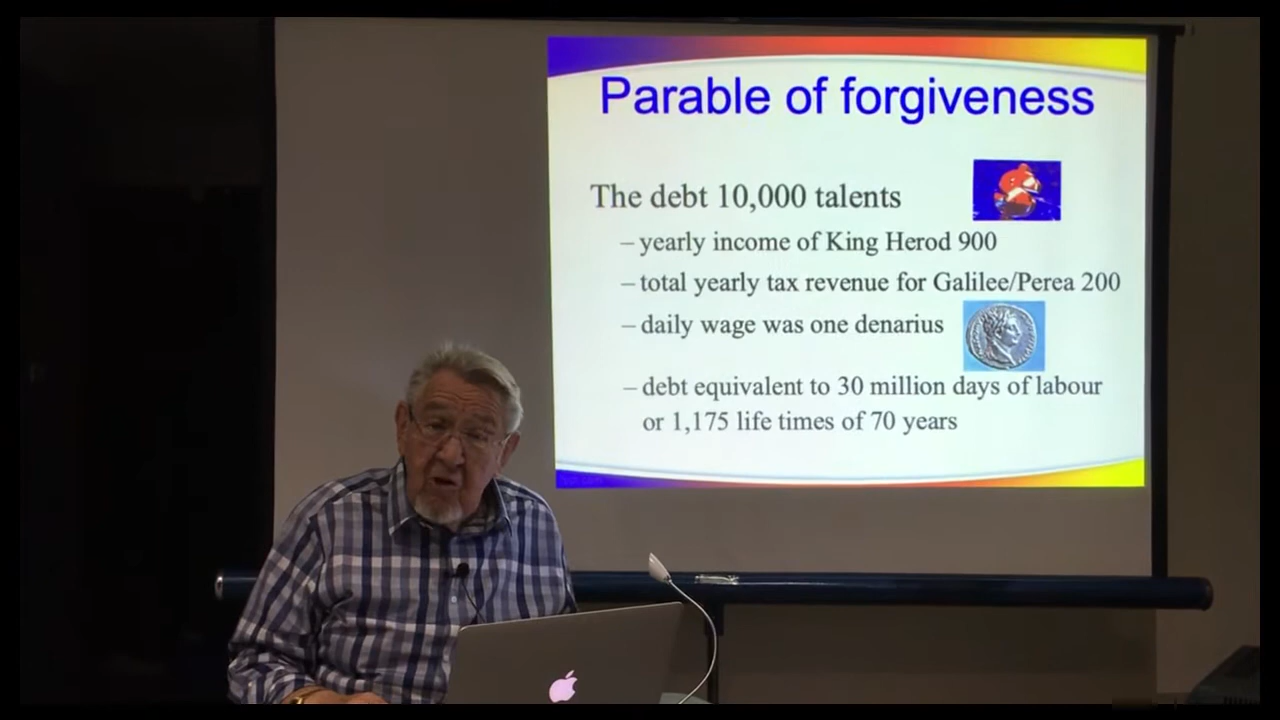 Parable of forgiveness
The debt 10,000 talents
– yearly income of King Herod 900
– total yearly tax revenue for Galilee/Perea 200
– daily wage was one denarius
– debt equivalent to 30 million days of labour
or 1,175 life times of 70 years